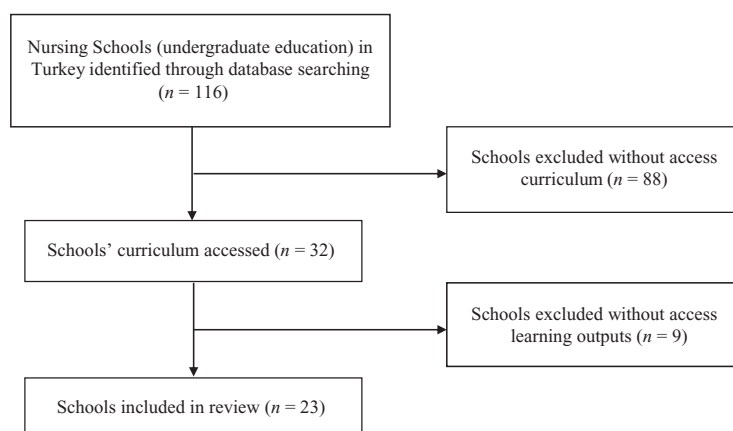 Nursing Schools (undergraduate education) in
Turkey identified through database searching
(n = 116)
Schools excluded without access
curriculum (n = 88)
Schools’ curriculum accessed (n = 32)
Schools excluded without access
learning outputs (n = 9)
Schools included in review (n = 23)